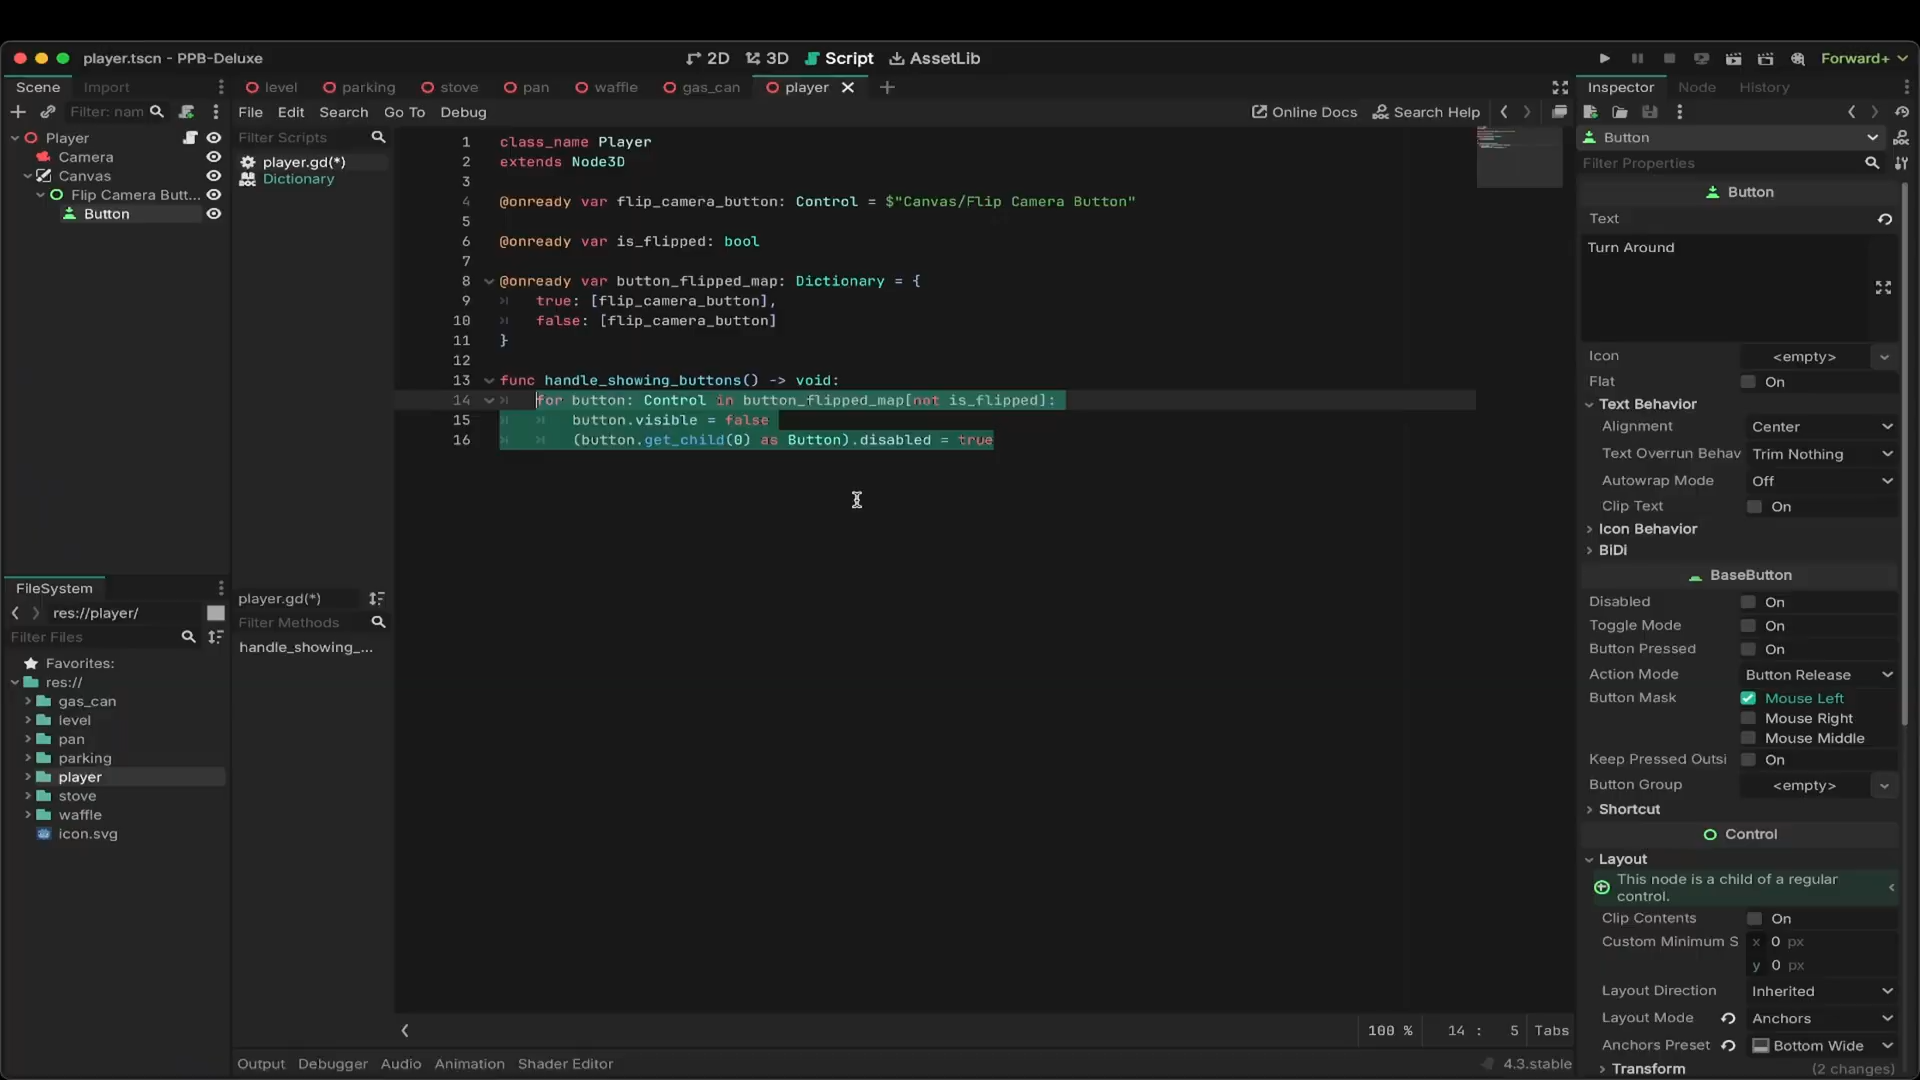 player.tscn - PPB-Deluxe
2D 3D Script AssetLib
Forward+
Scene Import
Filter: nam
Player
Camera
Canvas
Flip Camera Butt...
Button
level parking stove pan waffle gas_can player
File Edit Search Go To Debug
Online Docs Search Help
Filter Scripts
player.gd(*)
Dictionary
1 class_name Player
2 extends Node3D
3
4 @onready var flip_camera_button: Control = $"Canvas/Flip Camera Button"
5
6 @onready var is_flipped: bool
7
8 @onready var button_flipped_map: Dictionary = {
9 true: [flip_camera_button],
10 false: [flip_camera_button]
11 }
12
13 func handle_showing_buttons() -> void:
14 for button: Control in button_flipped_map[not is_flipped]:
15 button.visible = false
16 (button.get_child(0) as Button).disabled = true
player.gd(*)
Filter Methods
handle_showing_...
100 % 14 : 5 Tabs
FileSystem
res://player/
Filter Files
Favorites:
res://
gas_can
level
pan
parking
player
stove
waffle
icon.svg
Output Debugger Audio Animation Shader Editor
4.3.stable
Inspector Node History
Button
Filter Properties
Button
Text
Turn Around
Icon <empty>
Flat On
Text Behavior
Alignment Center
Text Overrun Behav Trim Nothing
Autowrap Mode Off
Clip Text On
Icon Behavior
BiDi
BaseButton
Disabled On
Toggle Mode On
Button Pressed On
Action Mode Button Release
Button Mask Mouse Left
Mouse Right
Mouse Middle
Keep Pressed Outsi On
Button Group <empty>
Shortcut
Control
Layout
This node is a child of a regular
control.
Clip Contents On
Custom Minimum S x 0 px
y 0 px
Layout Direction Inherited
Layout Mode Anchors
Anchors Preset Bottom Wide
Transform (2 changes)